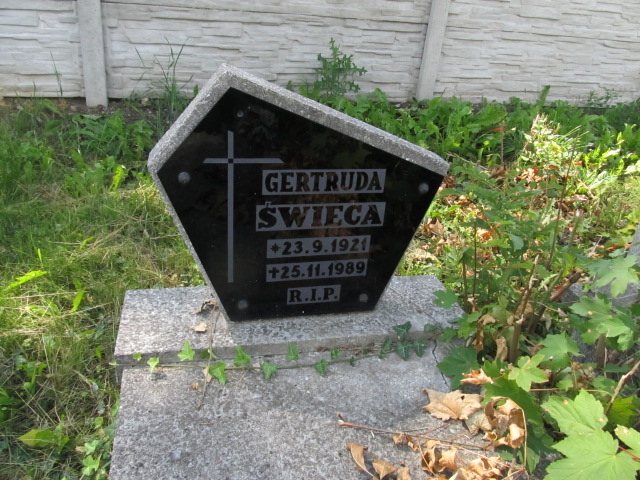 GERTRUDA
ŚWIECA
*23.9.1921
†25.11.1989
R.I.P.